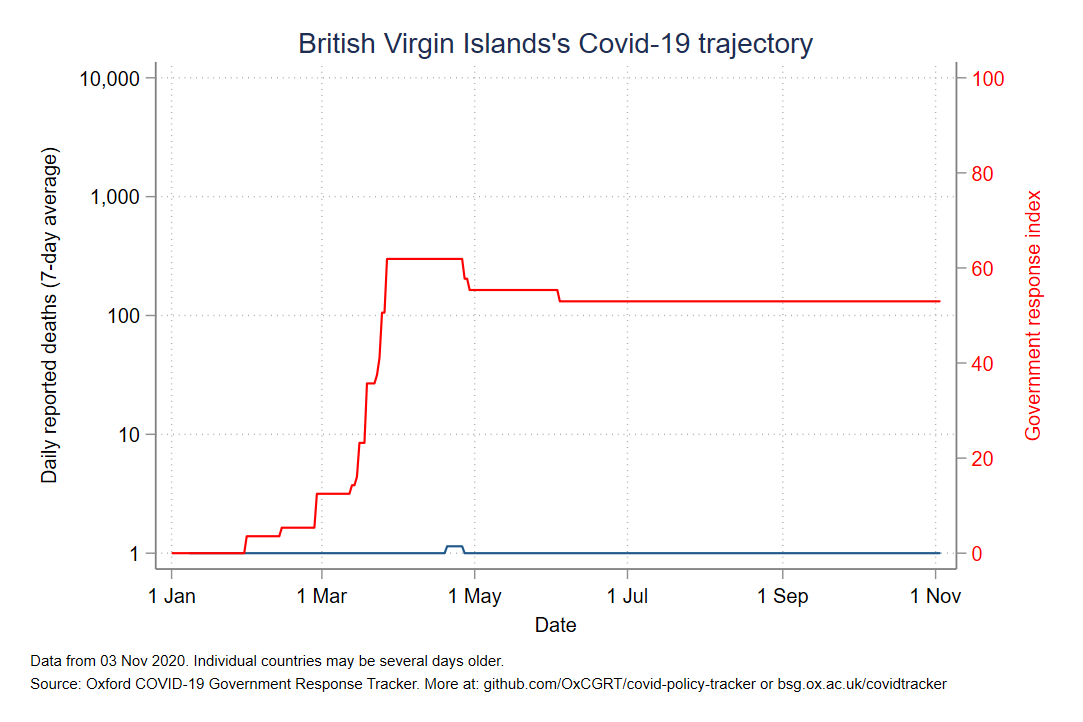 British Virgin Islands's Covid-19 trajectory
Daily reported deaths (7-day average)
10,000
1,000
100
10
1
100
80
60
40
20
0
Government response index
1 Jan
1 Mar
1 May
1 Jul
1 Sep
1 Nov
Date
Data from 03 Nov 2020. Individual countries may be several days older.
Source: Oxford COVID-19 Government Response Tracker. More at: github.com/OxCGRT/covid-policy-tracker or bsg.ox.ac.uk/covidtracker